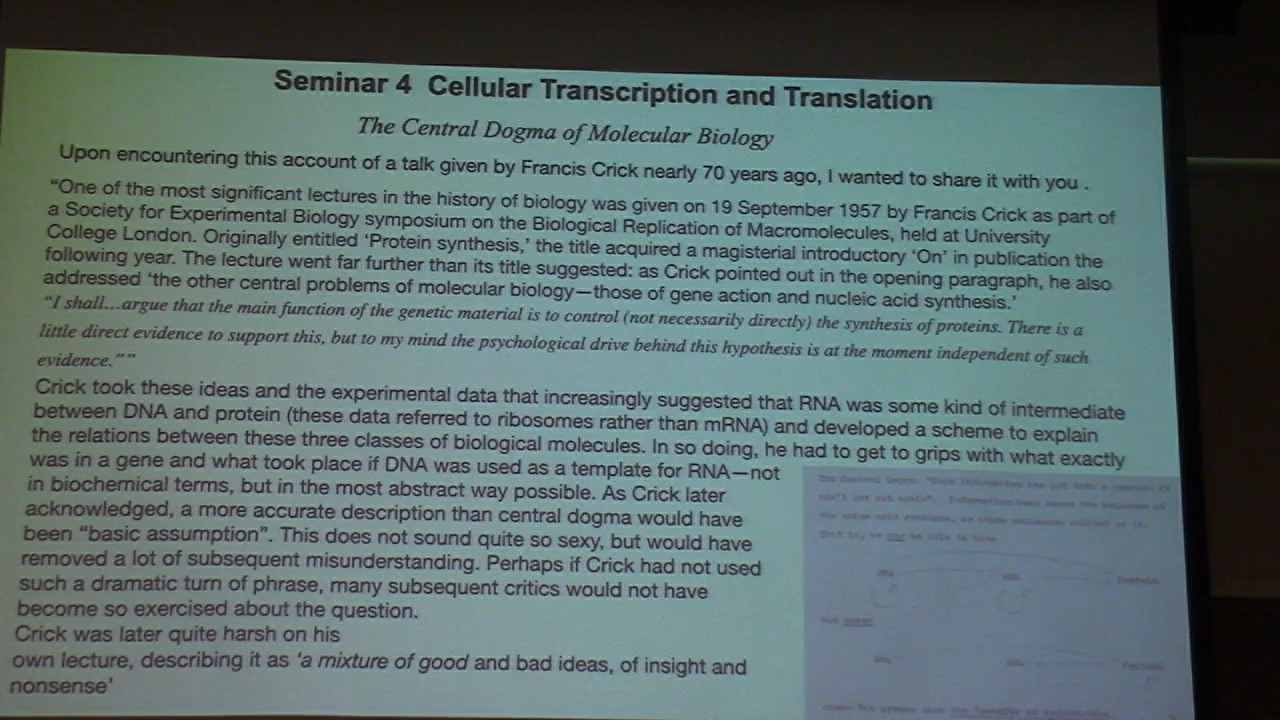 Seminar 4 Cellular Transcription and Translation
The Central Dogma of Molecular Biology
Upon encountering this account of a talk given by Francis Crick nearly 70 years ago, I wanted to share it with you .
“One of the most significant lectures in the history of biology was given on 19 September 1957 by Francis Crick as part of
a Society for Experimental Biology symposium on the Biological Replication of Macromolecules, held at University
College London. Originally entitled ‘Protein synthesis,’ the title acquired a magisterial introductory ‘On’ in publication the
following year. The lecture went far further than its title suggested: as Crick pointed out in the opening paragraph, he also
addressed ‘the other central problems of molecular biology—those of gene action and nucleic acid synthesis.’
“I shall...argue that the main function of the genetic material is to control (not necessarily directly) the synthesis of proteins. There is a
little direct evidence to support this, but to my mind the psychological drive behind this hypothesis is at the moment independent of such
evidence.””
Crick took these ideas and the experimental data that increasingly suggested that RNA was some kind of intermediate
between DNA and protein (these data referred to ribosomes rather than mRNA) and developed a scheme to explain
the relations between these three classes of biological molecules. In so doing, he had to get to grips with what exactly
was in a gene and what took place if DNA was used as a template for RNA—not
in biochemical terms, but in the most abstract way possible. As Crick later
acknowledged, a more accurate description than central dogma would have
been “basic assumption”. This does not sound quite so sexy, but would have
removed a lot of subsequent misunderstanding. Perhaps if Crick had not used
such a dramatic turn of phrase, many subsequent critics would not have
become so exercised about the question.
Crick was later quite harsh on his
own lecture, describing it as ‘a mixture of good and bad ideas, of insight and
nonsense’